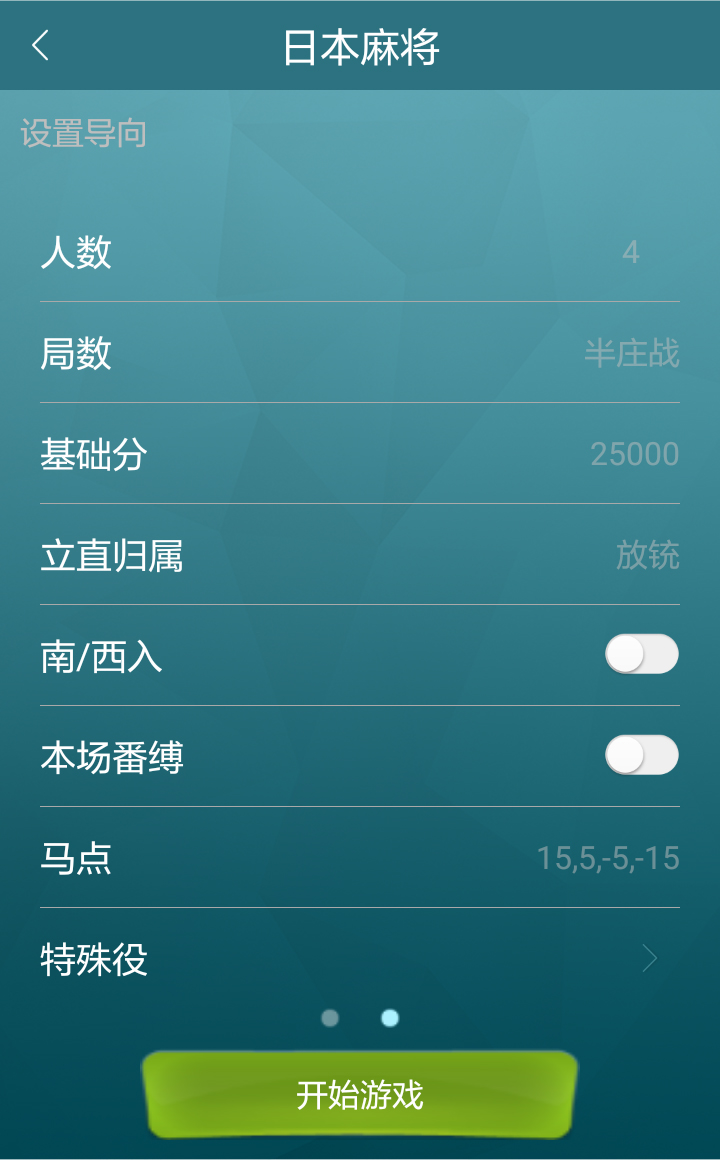 日本麻将
设置导向
人数 4
局数 半庄战
基础分 25000
立直归属 放铳
南/西入
本场番缚
马点 15,5,-5,-15
特殊役
开始游戏